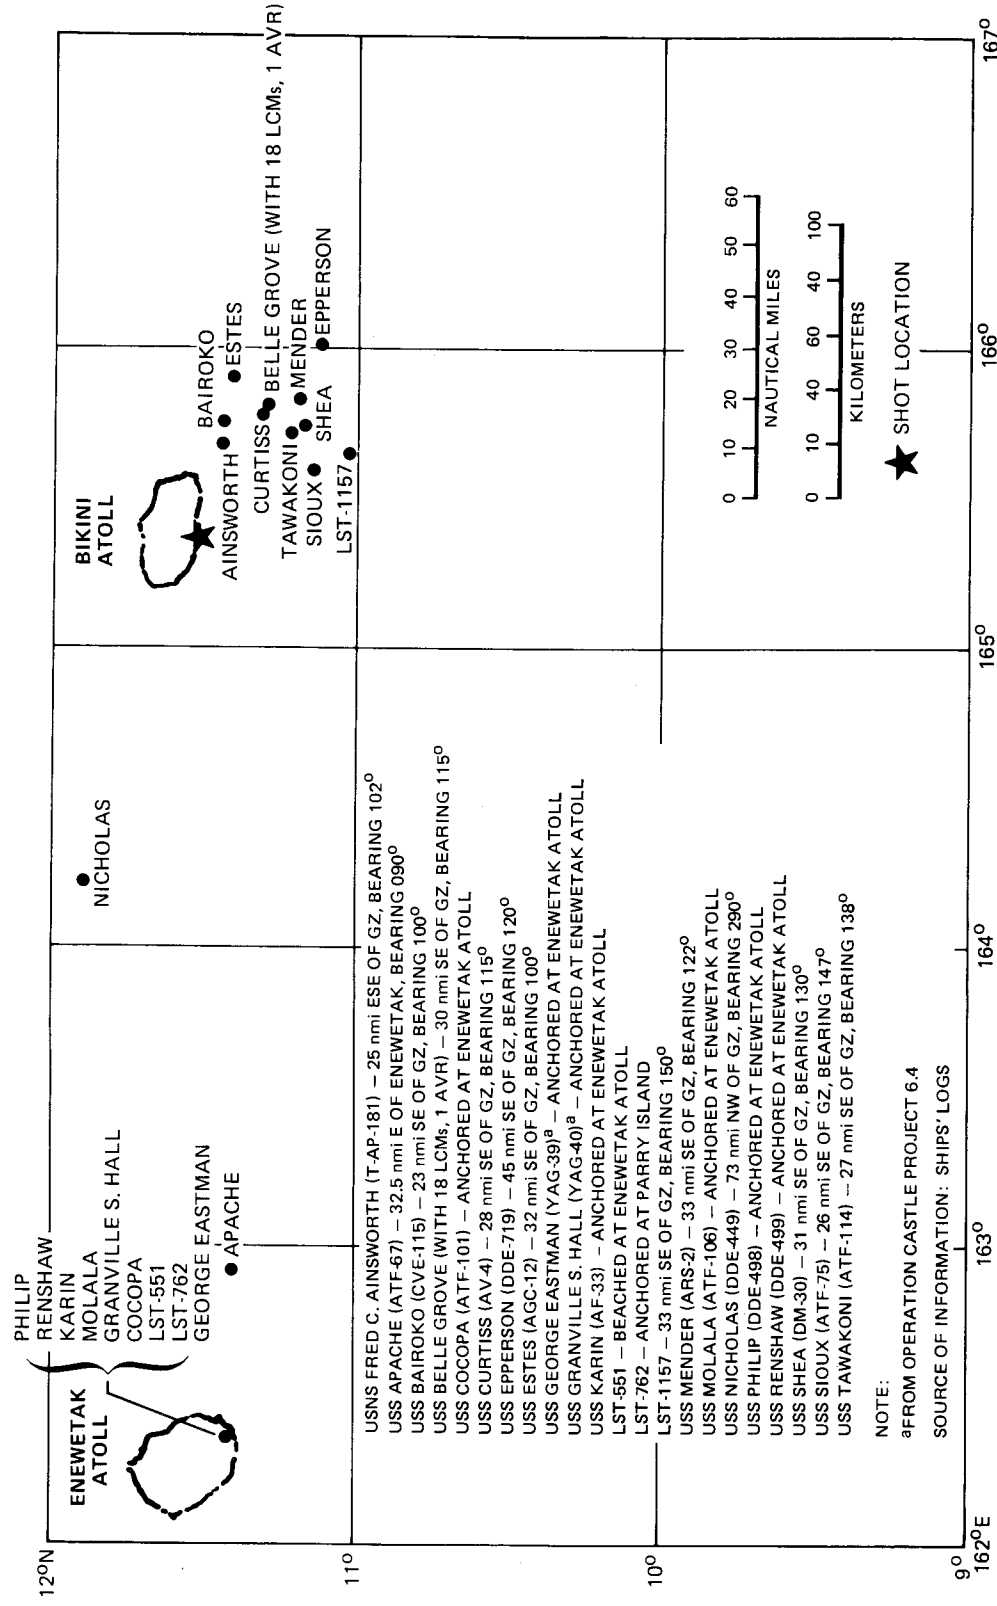 PHILIP
RENSHAW
KARIN
MOLALA
GRANVILLE S. HALL
COCOPA
LST-551
LST-762
GEORGE EASTMAN
ENEWETAK
ATOLL
APACHE
NICHOLAS
BIKINI
ATOLL
BAIROKO
ESTES
AINSWORTH
BELLE GROVE (WITH 18 LCMs, 1 AVR)
CURTISS
MENDER
TAWAKONI
EPPERSON
SHEA
SIOUX
LST-1157
12°N
11°
10°
9°
162°E
163°
164°
165°
166°
167°
USNS FRED C. AINSWORTH (T-AP-181) – 25 nmi ESE OF GZ, BEARING 102°
USS APACHE (ATF-67) – 32.5 nmi E OF ENEWETAK, BEARING 090°
USS BAIROKO (CVE-115) – 23 nmi SE OF GZ, BEARING 100°
USS BELLE GROVE (WITH 18 LCMs, 1 AVR) – 30 nmi SE OF GZ, BEARING 115°
USS COCOPA (ATF-101) – ANCHORED AT ENEWETAK ATOLL
USS CURTISS (AV-4) – 28 nmi SE OF GZ, BEARING 115°
USS EPPERSON (DDE-719) – 45 nmi SE OF GZ, BEARING 120°
USS ESTES (AGC-12) – 32 nmi SE OF GZ, BEARING 100°
USS GEORGE EASTMAN (YAG-39)ᵃ – ANCHORED AT ENEWETAK ATOLL
USS GRANVILLE S. HALL (YAG-40)ᵃ – ANCHORED AT ENEWETAK ATOLL
USS KARIN (AF-33) – ANCHORED AT ENEWETAK ATOLL
LST-551 – BEACHED AT ENEWETAK ATOLL
LST-762 – ANCHORED AT PARRY ISLAND
LST-1157 – 33 nmi SE OF GZ, BEARING 150°
USS MENDER (ARS-2) – 33 nmi SE OF GZ, BEARING 122°
USS MOLALA (ATF-106) – ANCHORED AT ENEWETAK ATOLL
USS NICHOLAS (DDE-449) – 73 nmi NW OF GZ, BEARING 290°
USS PHILIP (DDE-498) – ANCHORED AT ENEWETAK ATOLL
USS RENSHAW (DDE-499) – ANCHORED AT ENEWETAK ATOLL
USS SHEA (DM-30) – 31 nmi SE OF GZ, BEARING 130°
USS SIOUX (ATF-75) – 26 nmi SE OF GZ, BEARING 147°
USS TAWAKONI (ATF-114) – 27 nmi SE OF GZ, BEARING 138°
NOTE:
ᵃFROM OPERATION CASTLE PROJECT 6.4
SOURCE OF INFORMATION: SHIPS' LOGS
0 10 20 30 40 50 60
NAUTICAL MILES
0 10 40 60 40 100
KILOMETERS
SHOT LOCATION